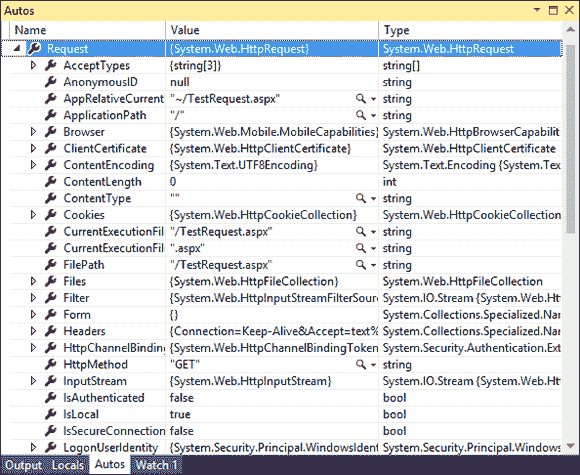 Autos
Name Value Type
Request {System.Web.HttpRequest} System.Web.HttpRequest
AcceptTypes {string[3]} string[]
AnonymousID null string
AppRelativeCurrentl "~/TestRequest.aspx" string
ApplicationPath "/" string
Browser {System.Web.Mobile.MobileCapabilities} System.Web.HttpBrowserCapabilit
ClientCertificate {System.Web.HttpClientCertificate} System.Web.HttpClientCertificate
ContentEncoding {System.Text.UTF8Encoding} System.Text.Encoding {System.Te
ContentLength 0 int
ContentType "" string
Cookies {System.Web.HttpCookieCollection} System.Web.HttpCookieCollection
CurrentExecutionFil "/TestRequest.aspx" string
CurrentExecutionFil ".aspx" string
FilePath "/TestRequest.aspx" string
Files {System.Web.HttpFileCollection} System.Web.HttpFileCollection
Filter {System.Web.HttpInputStreamFilterSourc System.IO.Stream {System.Web.Ht
Form {} System.Collections.Specialized.Nar
Headers {Connection=Keep-Alive&Accept=text% System.Collections.Specialized.Nar
HttpChannelBinding {System.Web.HttpChannelBindingToken System.Security.Authentication.Ext
HttpMethod "GET" string
InputStream {System.Web.HttpInputStream} System.IO.Stream {System.Web.Ht
IsAuthenticated false bool
IsLocal true bool
IsSecureConnection false bool
LogonUserIdentity {System.Security.Principal.WindowsIdent System.Security.Principal.Window
Output Locals Autos Watch 1